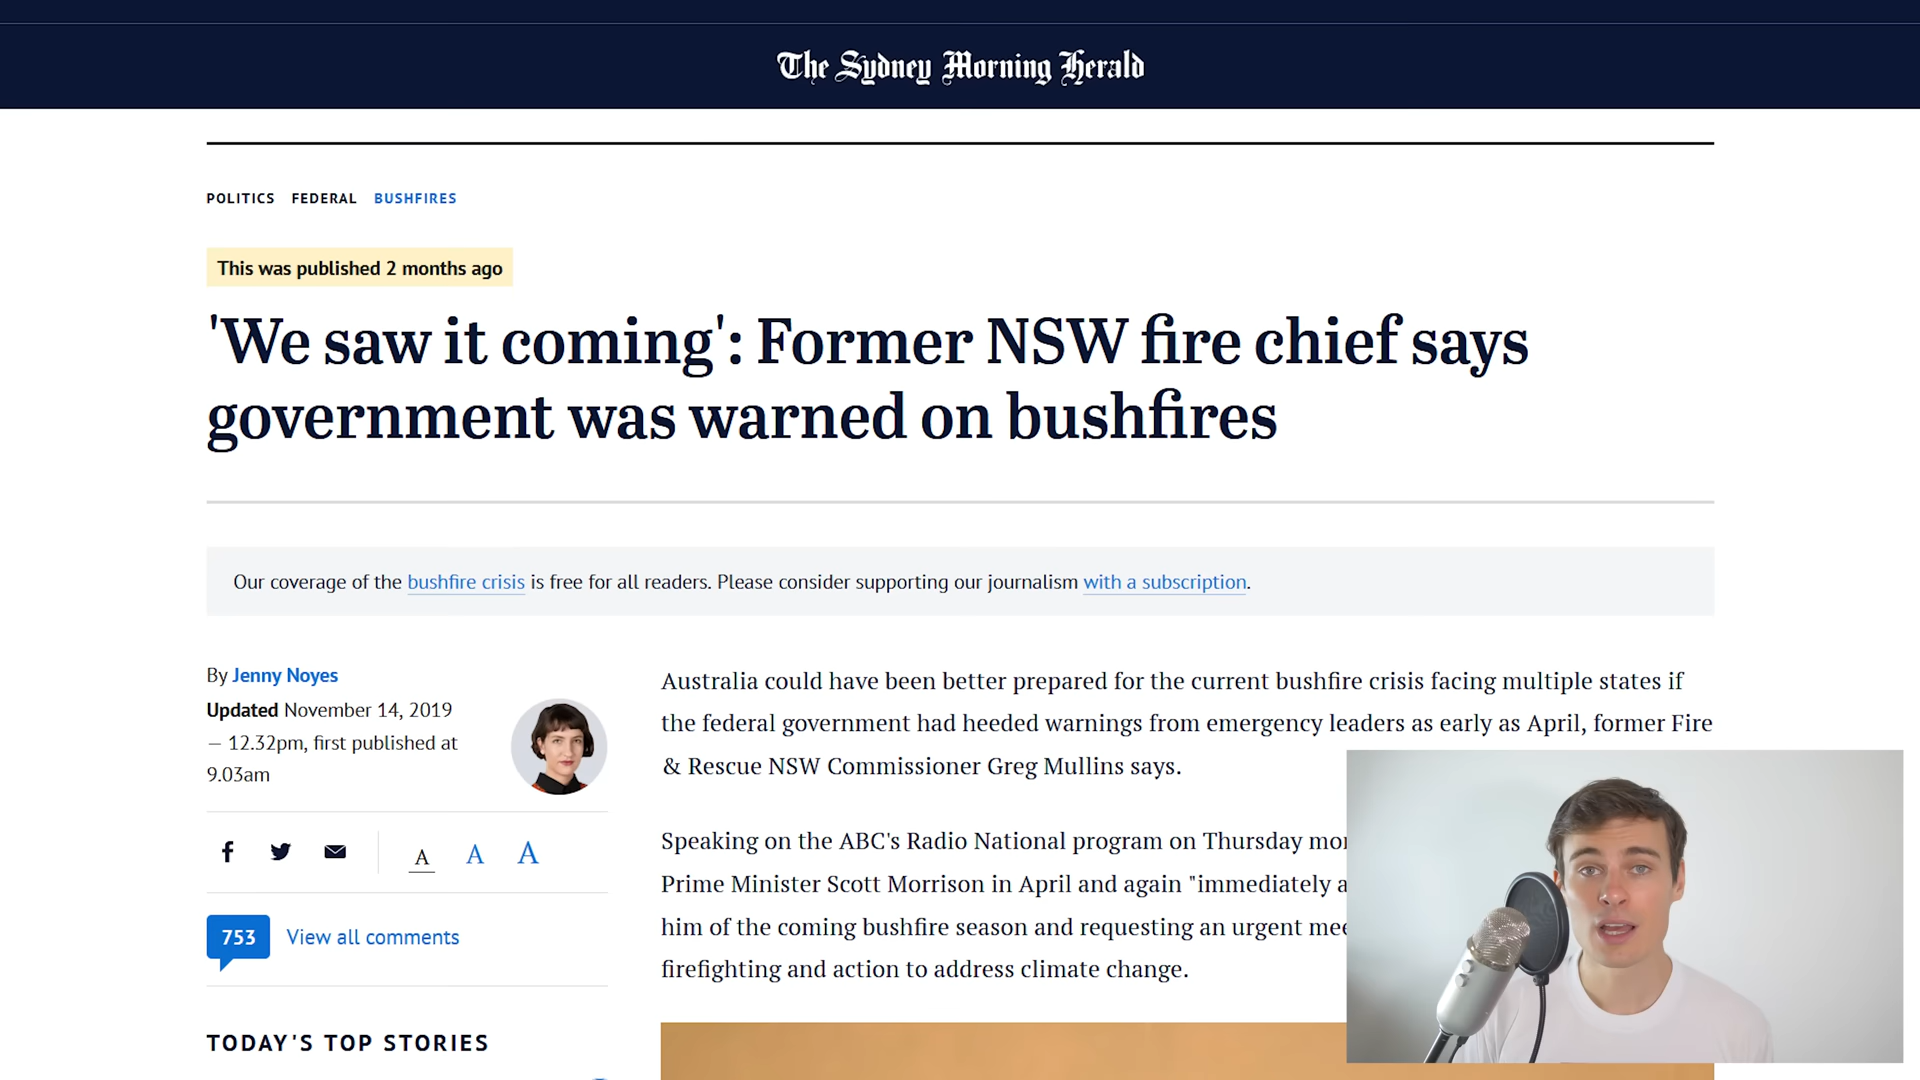 The Sydney Morning Herald
POLITICS FEDERAL BUSHFIRES
This was published 2 months ago
'We saw it coming': Former NSW fire chief says
government was warned on bushfires
Our coverage of the bushfire crisis is free for all readers. Please consider supporting our journalism with a subscription.
By Jenny Noyes
Updated November 14, 2019
— 12.32pm, first published at
9.03am
A A A
753 View all comments
TODAY'S TOP STORIES
Australia could have been better prepared for the current bushfire crisis facing multiple states if
the federal government had heeded warnings from emergency leaders as early as April, former Fire
& Rescue NSW Commissioner Greg Mullins says.
Speaking on the ABC's Radio National program on Thursday
Prime Minister Scott Morrison in April and again "immediately
him of the coming bushfire season and requesting an urgent
firefighting and action to address climate change.